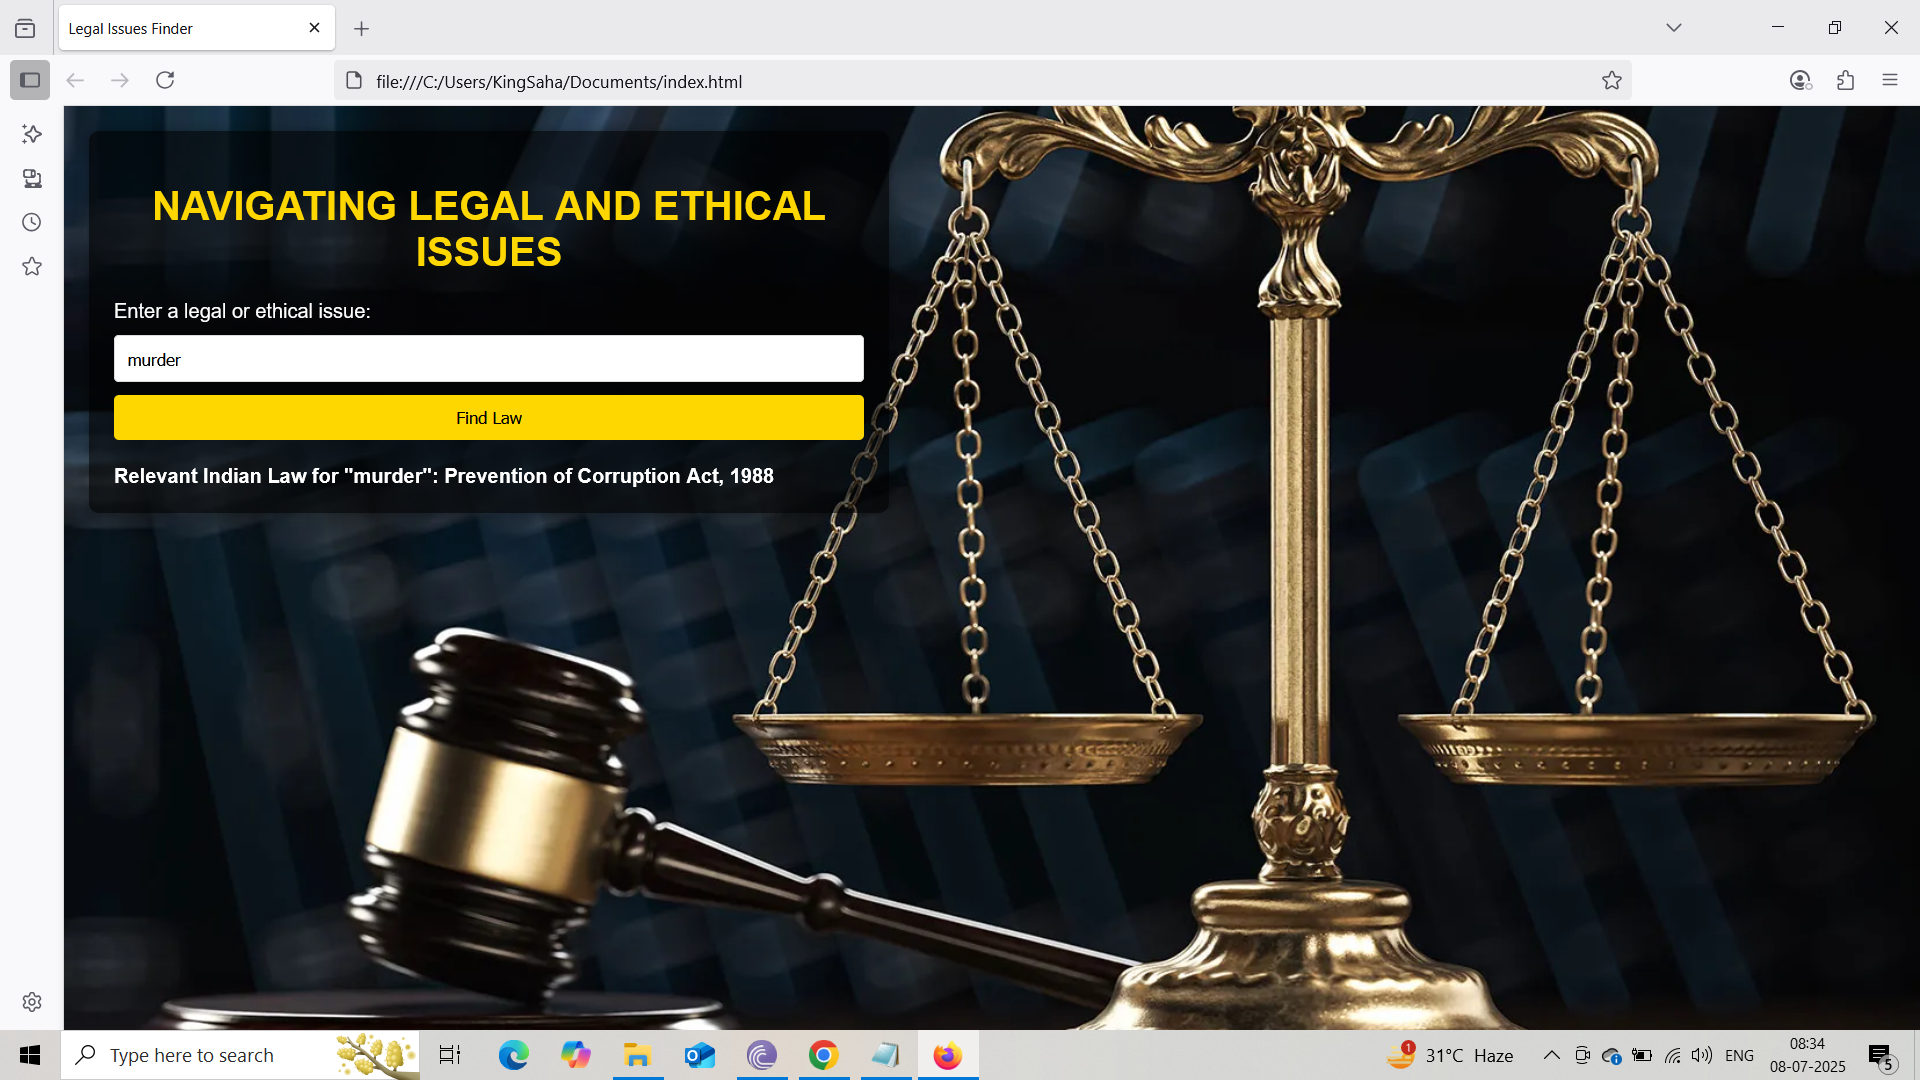 Legal Issues Finder
file:///C:/Users/KingSaha/Documents/index.html
NAVIGATING LEGAL AND ETHICAL
ISSUES
Enter a legal or ethical issue:
murder
Find Law
Relevant Indian Law for "murder": Prevention of Corruption Act, 1988
Type here to search
1
31°C Haze
ENG
08:34
08-07-2025
5